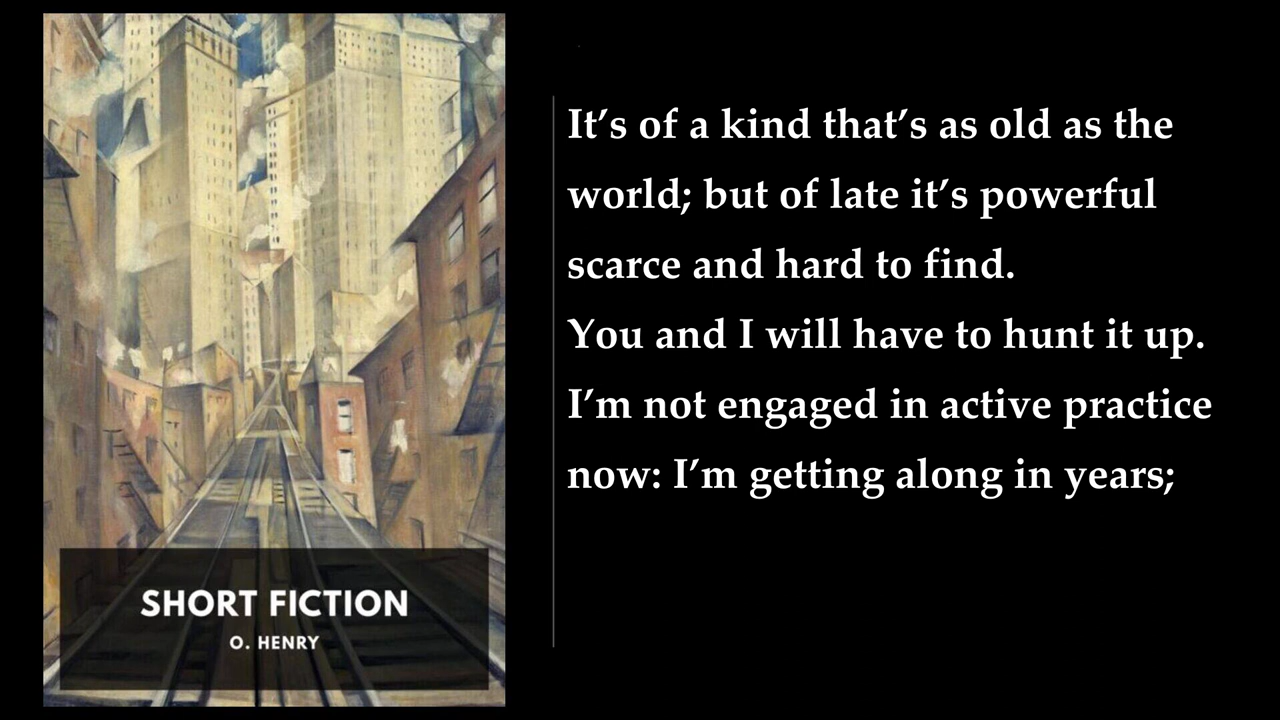 It’s of a kind that’s as old as the
world; but of late it’s powerful
scarce and hard to find.
You and I will have to hunt it up.
I’m not engaged in active practice
now: I’m getting along in years;
SHORT FICTION
O. HENRY